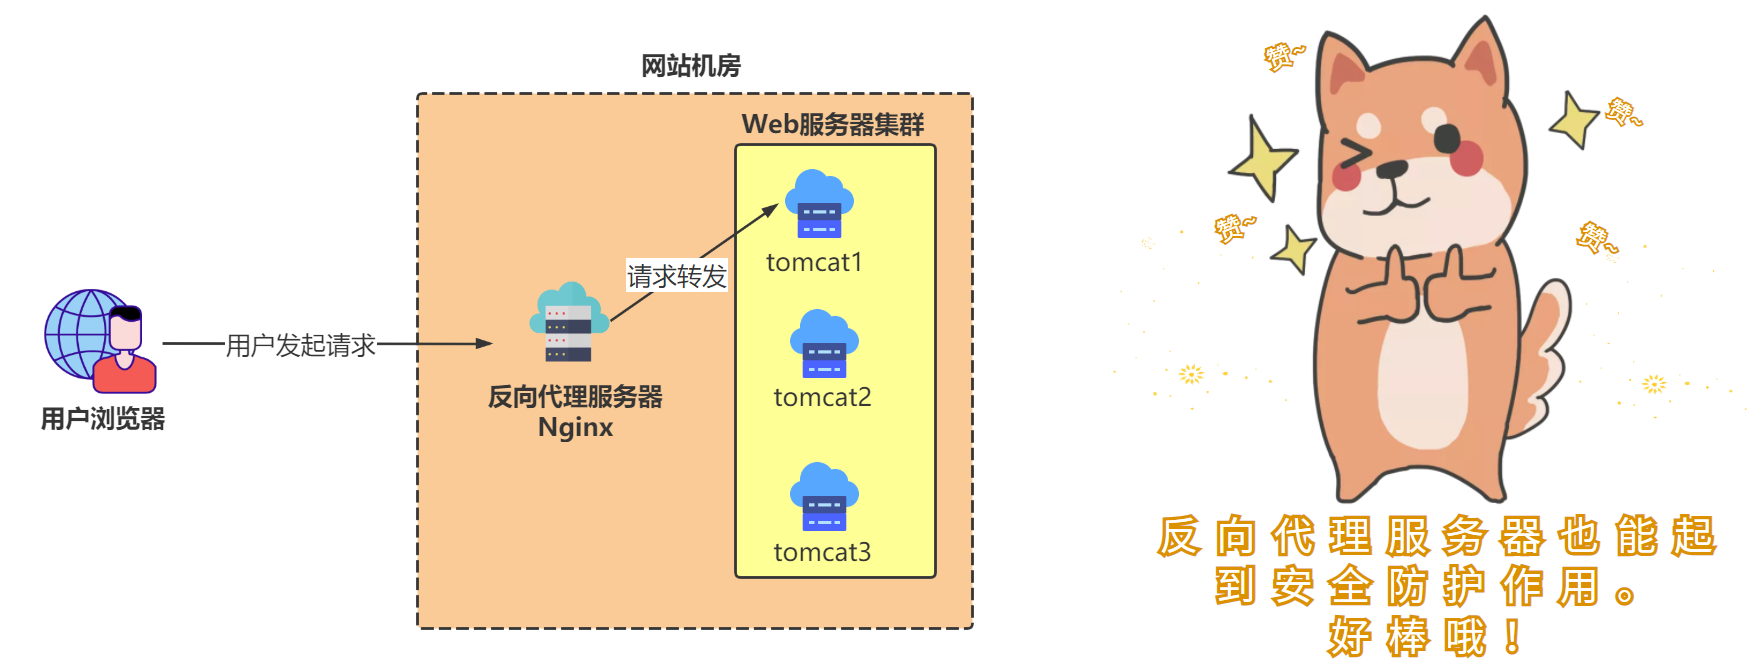 网站机房
Web服务器集群
tomcat1
请求转发
tomcat2
用户发起请求
反向代理服务器
Nginx
用户浏览器
tomcat3
赞~
赞~
赞~
赞~
反向代理服务器也能起
到安全防护作用。
好棒哦！